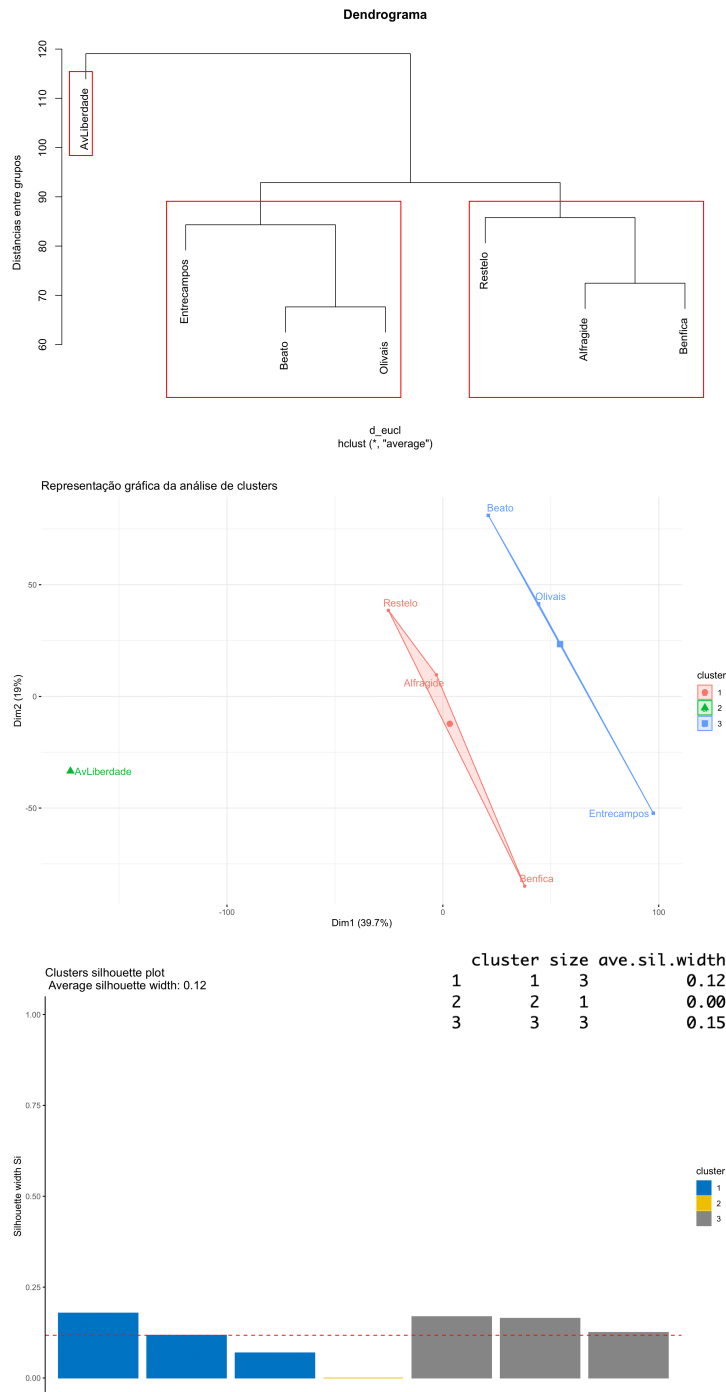 Dendrograma
Distâncias entre grupos
120
110
100
90
80
70
60
AvLiberdade
Entrecampos
Beato
Olivais
Restelo
Alfragide
Benfica
d_eucl
hclust (*, "average")
Representação gráfica da análise de clusters
Dim2 (19%)
50
0
-50
Beato
Olivais
Restelo
Alfragide
AvLiberdade
Entrecampos
Benfica
-100
0
100
Dim1 (39.7%)
cluster
1
2
3
Clusters silhouette plot
Average silhouette width: 0.12
cluster size ave.sil.width
1 1 3 0.12
2 2 1 0.00
3 3 3 0.15
Silhouette width Si
1.00
0.75
0.50
0.25
0.00
cluster
1
2
3